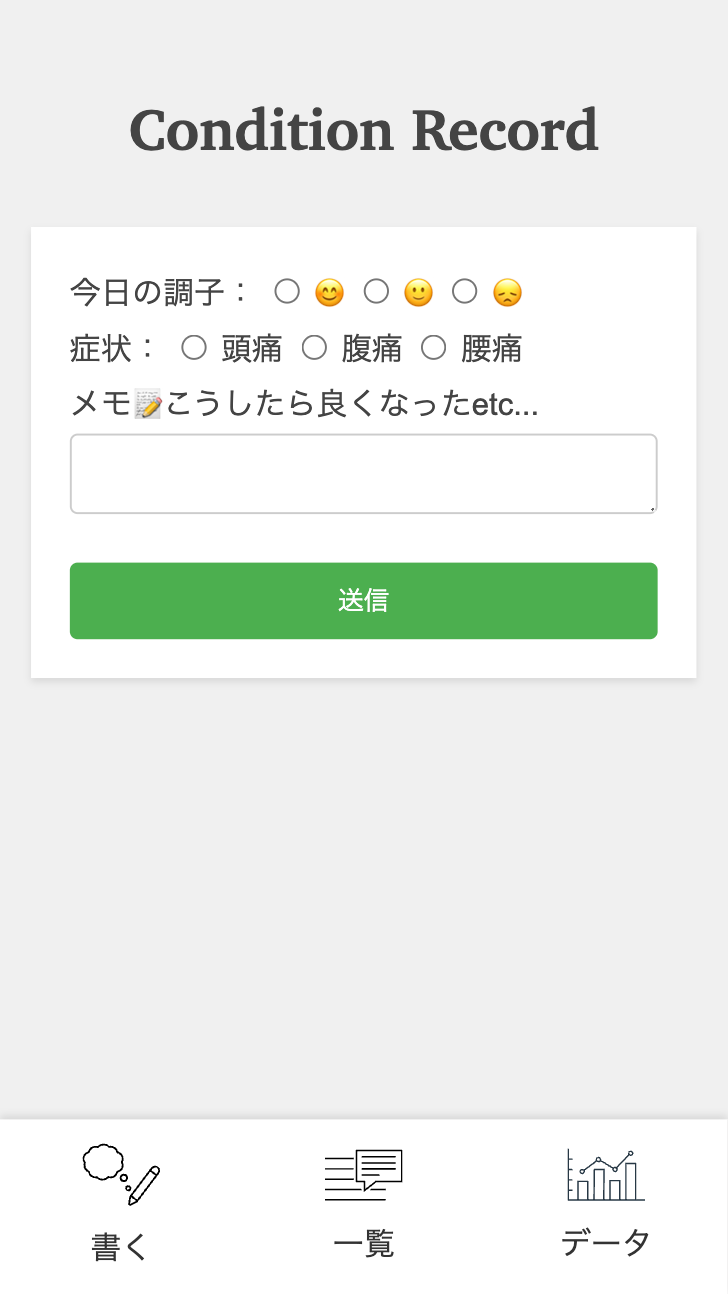 Condition Record
今日の調子： 😊 🙂 😞
症状： 頭痛 腹痛 腰痛
メモ📝こうしたら良くなったetc...
送信
書く 一覧 データ